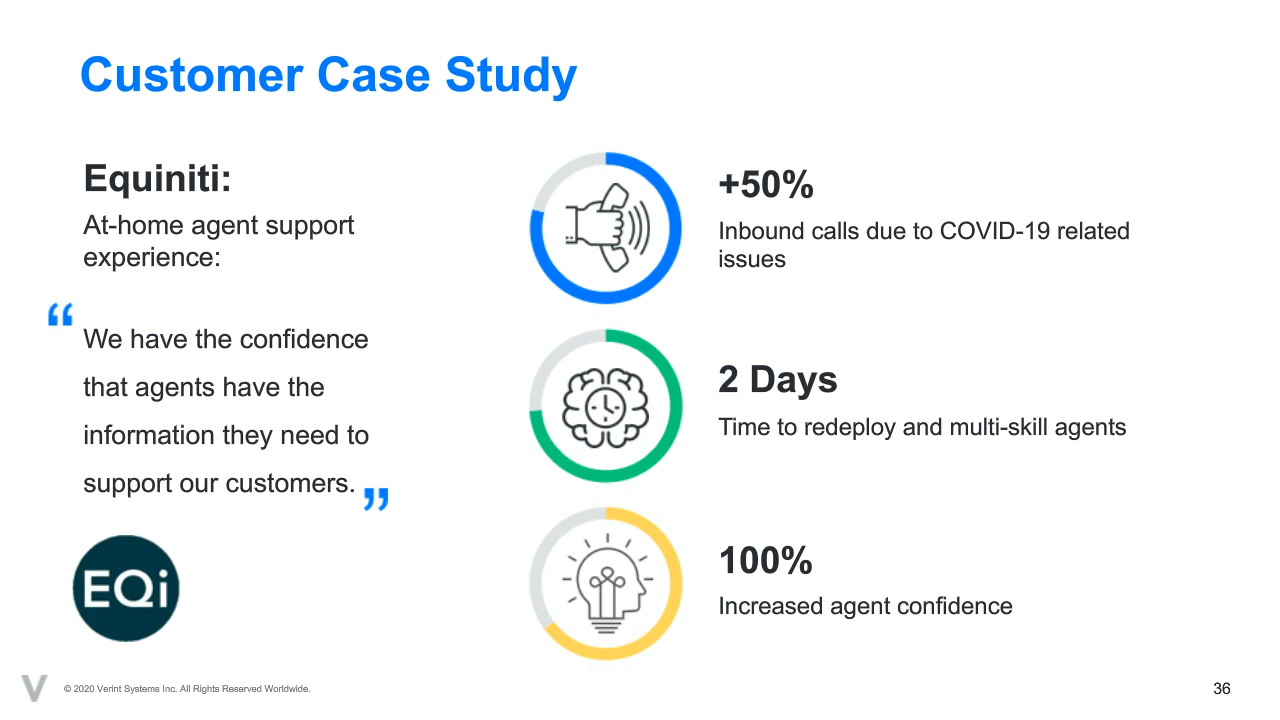 Customer Case Study
Equiniti:
At-home agent support
experience:
“
We have the confidence
that agents have the
information they need to
support our customers.
”
EQi
+50%
Inbound calls due to COVID-19 related
issues
2 Days
Time to redeploy and multi-skill agents
100%
Increased agent confidence
V
© 2020 Verint Systems Inc. All Rights Reserved Worldwide.
36